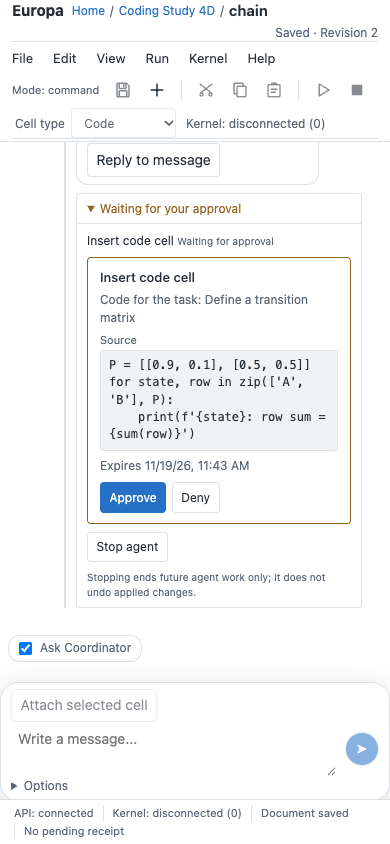 Europa Home / Coding Study 4D / chain
Saved · Revision 2
File Edit View Run Kernel Help
Mode: command
Cell type Code Kernel: disconnected (0)
Reply to message
▼ Waiting for your approval
Insert code cell Waiting for approval
Insert code cell
Code for the task: Define a transition
matrix
Source
P = [[0.9, 0.1], [0.5, 0.5]]
for state, row in zip(['A',
'B'], P):
    print(f'{state}: row sum =
{sum(row)}')
Expires 11/19/26, 11:43 AM
Approve Deny
Stop agent
Stopping ends future agent work only; it does not
undo applied changes.
Ask Coordinator
Attach selected cell
Write a message...
▶ Options
API: connected Kernel: disconnected (0) Document saved
No pending receipt